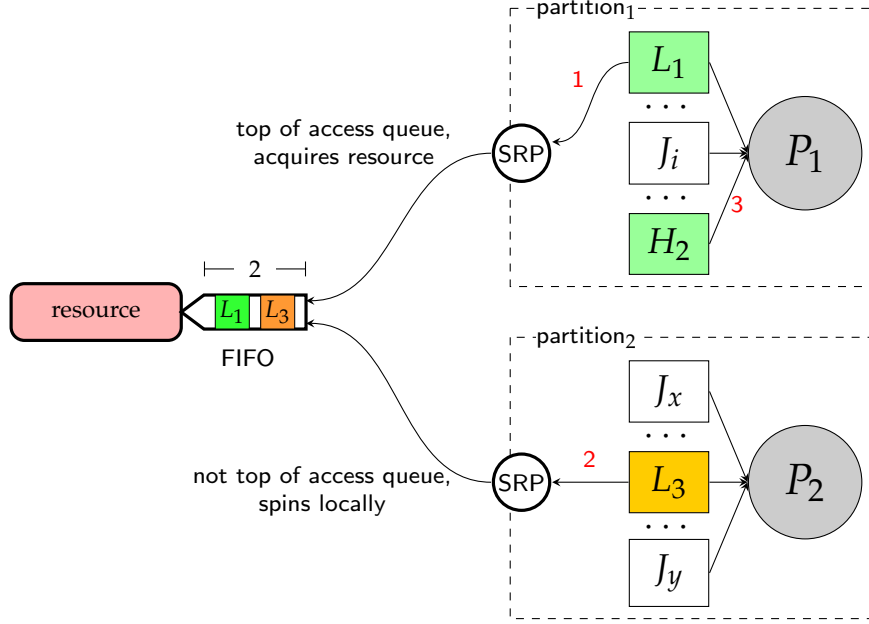 partition₁
L₁
1
. . .
top of access queue,
acquires resource
SRP
Jᵢ
P₁
. . .
3
H₂
2
resource
L₁ L₃
FIFO
partition₂
Jₓ
. . .
2
not top of access queue,
spins locally
SRP
L₃
P₂
. . .
J_y